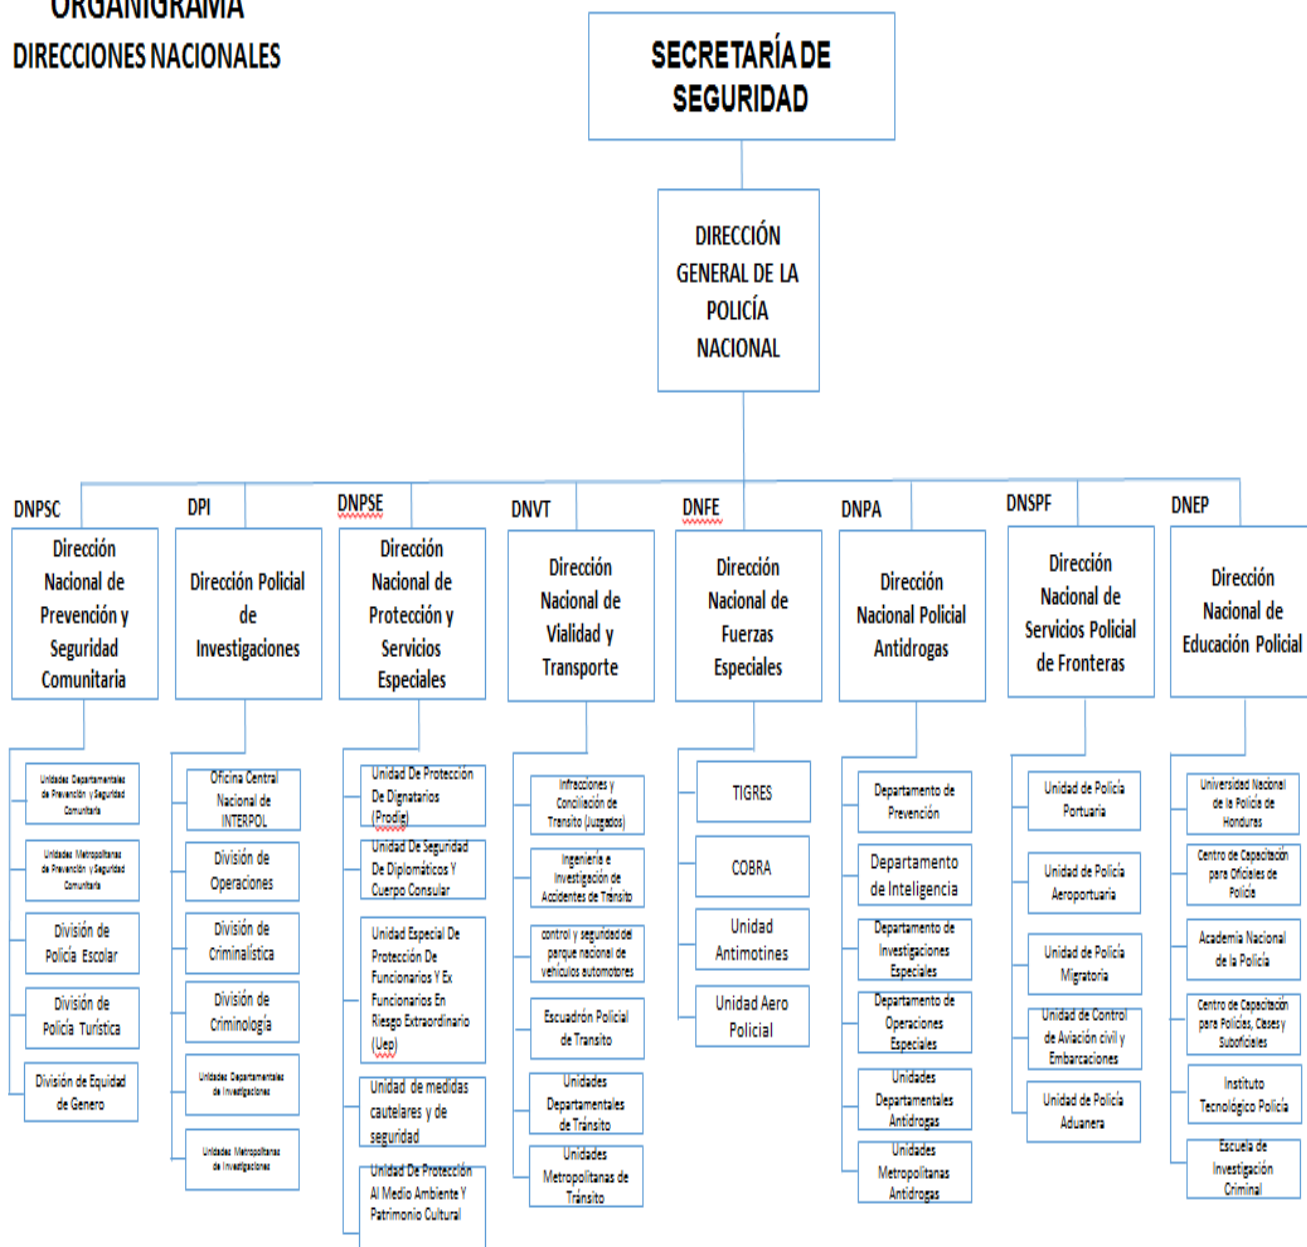 ORGANIGRAMA
DIRECCIONES NACIONALES
SECRETARÍA DE
SEGURIDAD
DIRECCIÓN
GENERAL DE LA
POLICÍA
NACIONAL
DNPSC
Dirección
Nacional de
Prevención y
Seguridad
Comunitaria
Unidades Departamentales
de Prevención y Seguridad
Comunitaria
Unidades Metropolitanas
de Prevención y Seguridad
Comunitaria
División de
Policía Escolar
División de
Policía Turística
División de Equidad
de Genero
DPI
Dirección Policial
de
Investigaciones
Oficina Central
Nacional de
INTERPOL
División de
Operaciones
División de
Criminalística
División de
Criminología
Unidades Departamentales
de Investigaciones
Unidades Metropolitanas
de Investigaciones
DNPSE
Dirección
Nacional de
Protección y
Servicios
Especiales
Unidad De Protección
De Dignatarios
(Prodig)
Unidad De Seguridad
De Diplomáticos Y
Cuerpo Consular
Unidad Especial De
Protección De
Funcionarios Y Ex
Funcionarios En
Riesgo Extraordinario
(Uep)
Unidad de medidas
cautelares y de
seguridad
Unidad De Protección
Al Medio Ambiente Y
Patrimonio Cultural
DNVT
Dirección
Nacional de
Vialidad y
Transporte
Infracciones y
Conciliación de
Transito (Juzgados)
Ingeniería e
Investigación de
Accidentes de Tránsito
control y seguridad del
parque nacional de
vehículos automotores
Escuadrón Policial
de Transito
Unidades
Departamentales
de Tránsito
Unidades
Metropolitanas de
Tránsito
DNFE
Dirección
Nacional de
Fuerzas
Especiales
TIGRES
COBRA
Unidad
Antimotines
Unidad Aero
Policial
DNPA
Dirección
Nacional Policial
Antidrogas
Departamento de
Prevención
Departamento
de Inteligencia
Departamento de
Investigaciones
Especiales
Departamento de
Operaciones
Especiales
Unidades
Departamentales
Antidrogas
Unidades
Metropolitanas
Antidrogas
DNSPF
Dirección
Nacional de
Servicios Policial
de Fronteras
Unidad de Policía
Portuaria
Unidad de Policía
Aeroportuaria
Unidad de Policía
Migratoria
Unidad de Control
de Aviación civil y
Embarcaciones
Unidad de Policía
Aduanera
DNEP
Dirección
Nacional de
Educación Policial
Universidad Nacional
de la Policía de
Honduras
Centro de Capacitación
para Oficiales de
Policía
Academia Nacional
de la Policía
Centro de Capacitación
para Policías, Clases y
Suboficiales
Instituto
Tecnológico Policía
Escuela de
Investigación
Criminal